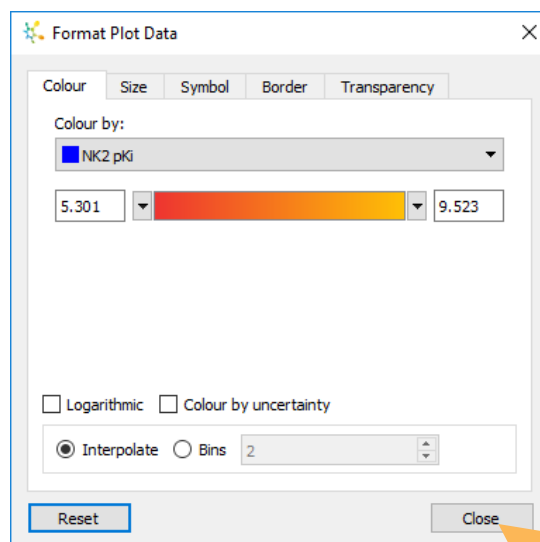 Format Plot Data
Colour Size Symbol Border Transparency
Colour by:
NK2 pKi
5.301 9.523
Logarithmic Colour by uncertainty
Interpolate Bins 2
Reset Close